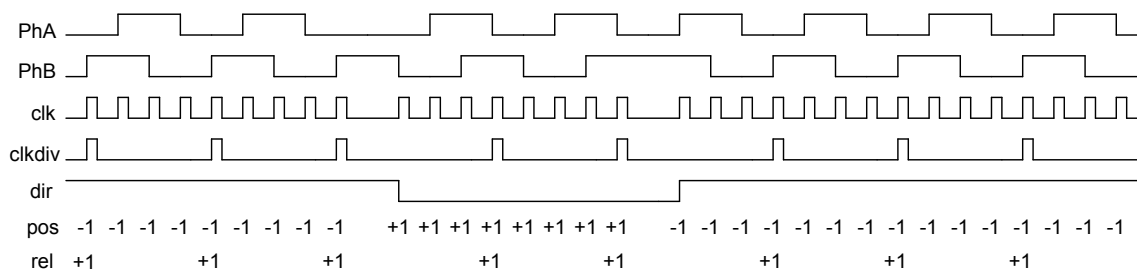 PhA
PhB
clk
clkdiv
dir
pos -1 -1 -1 -1 -1 -1 -1 -1 -1 +1 +1 +1 +1 +1 +1 +1 +1 -1 -1 -1 -1 -1 -1 -1 -1 -1 -1 -1 -1 -1 -1 -1
rel +1 +1 +1 +1 +1 +1 +1 +1